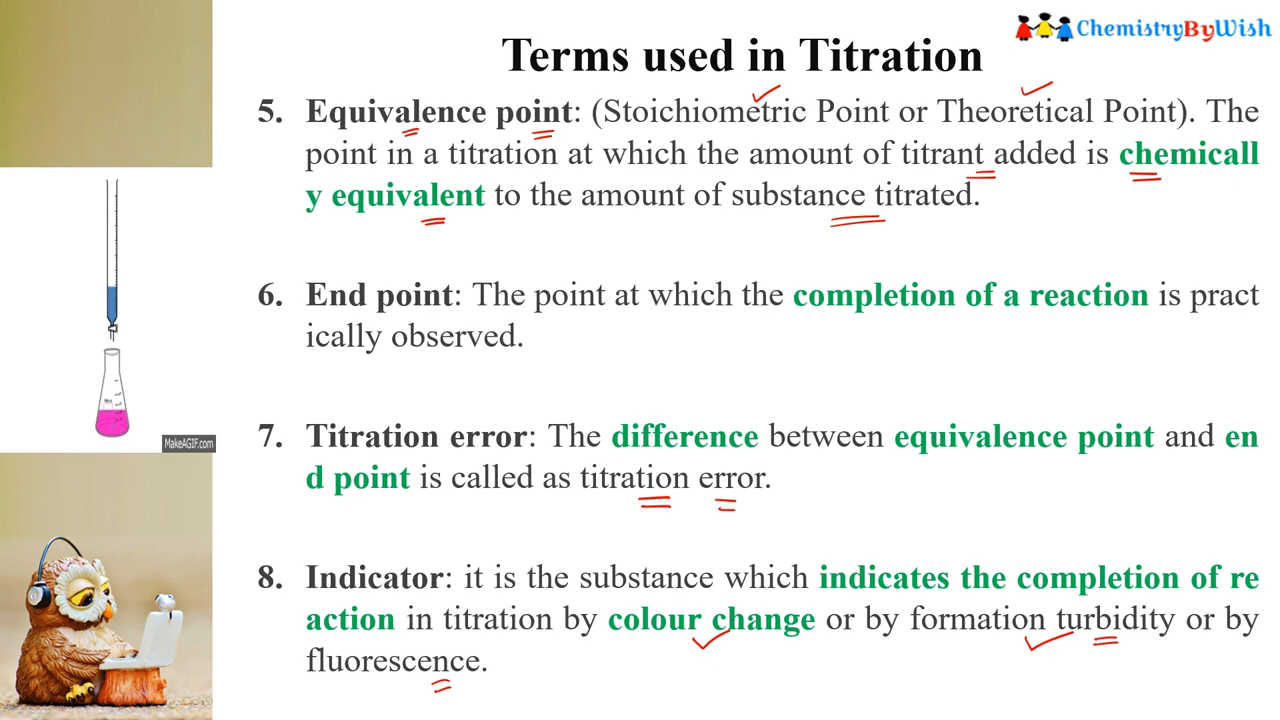 ChemistryByWish
Terms used in Titration
5. Equivalence point: (Stoichiometric Point or Theoretical Point). The
point in a titration at which the amount of titrant added is chemicall
y equivalent to the amount of substance titrated.
6. End point: The point at which the completion of a reaction is pract
ically observed.
7. Titration error: The difference between equivalence point and en
d point is called as titration error.
8. Indicator: it is the substance which indicates the completion of re
action in titration by colour change or by formation turbidity or by
fluorescence.
MakeAGIF.com